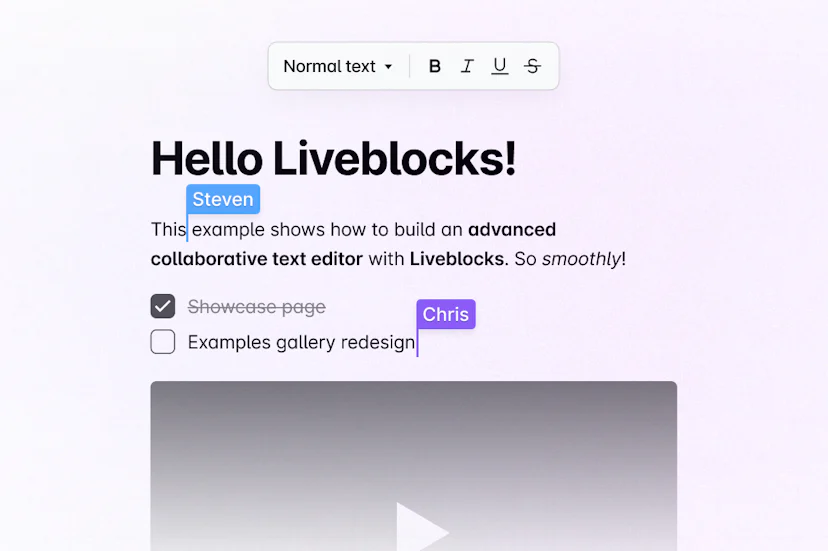 Normal text B I U S
Hello Liveblocks!
Steven
This example shows how to build an advanced
collaborative text editor with Liveblocks. So smoothly!
Showcase page
Chris
Examples gallery redesign